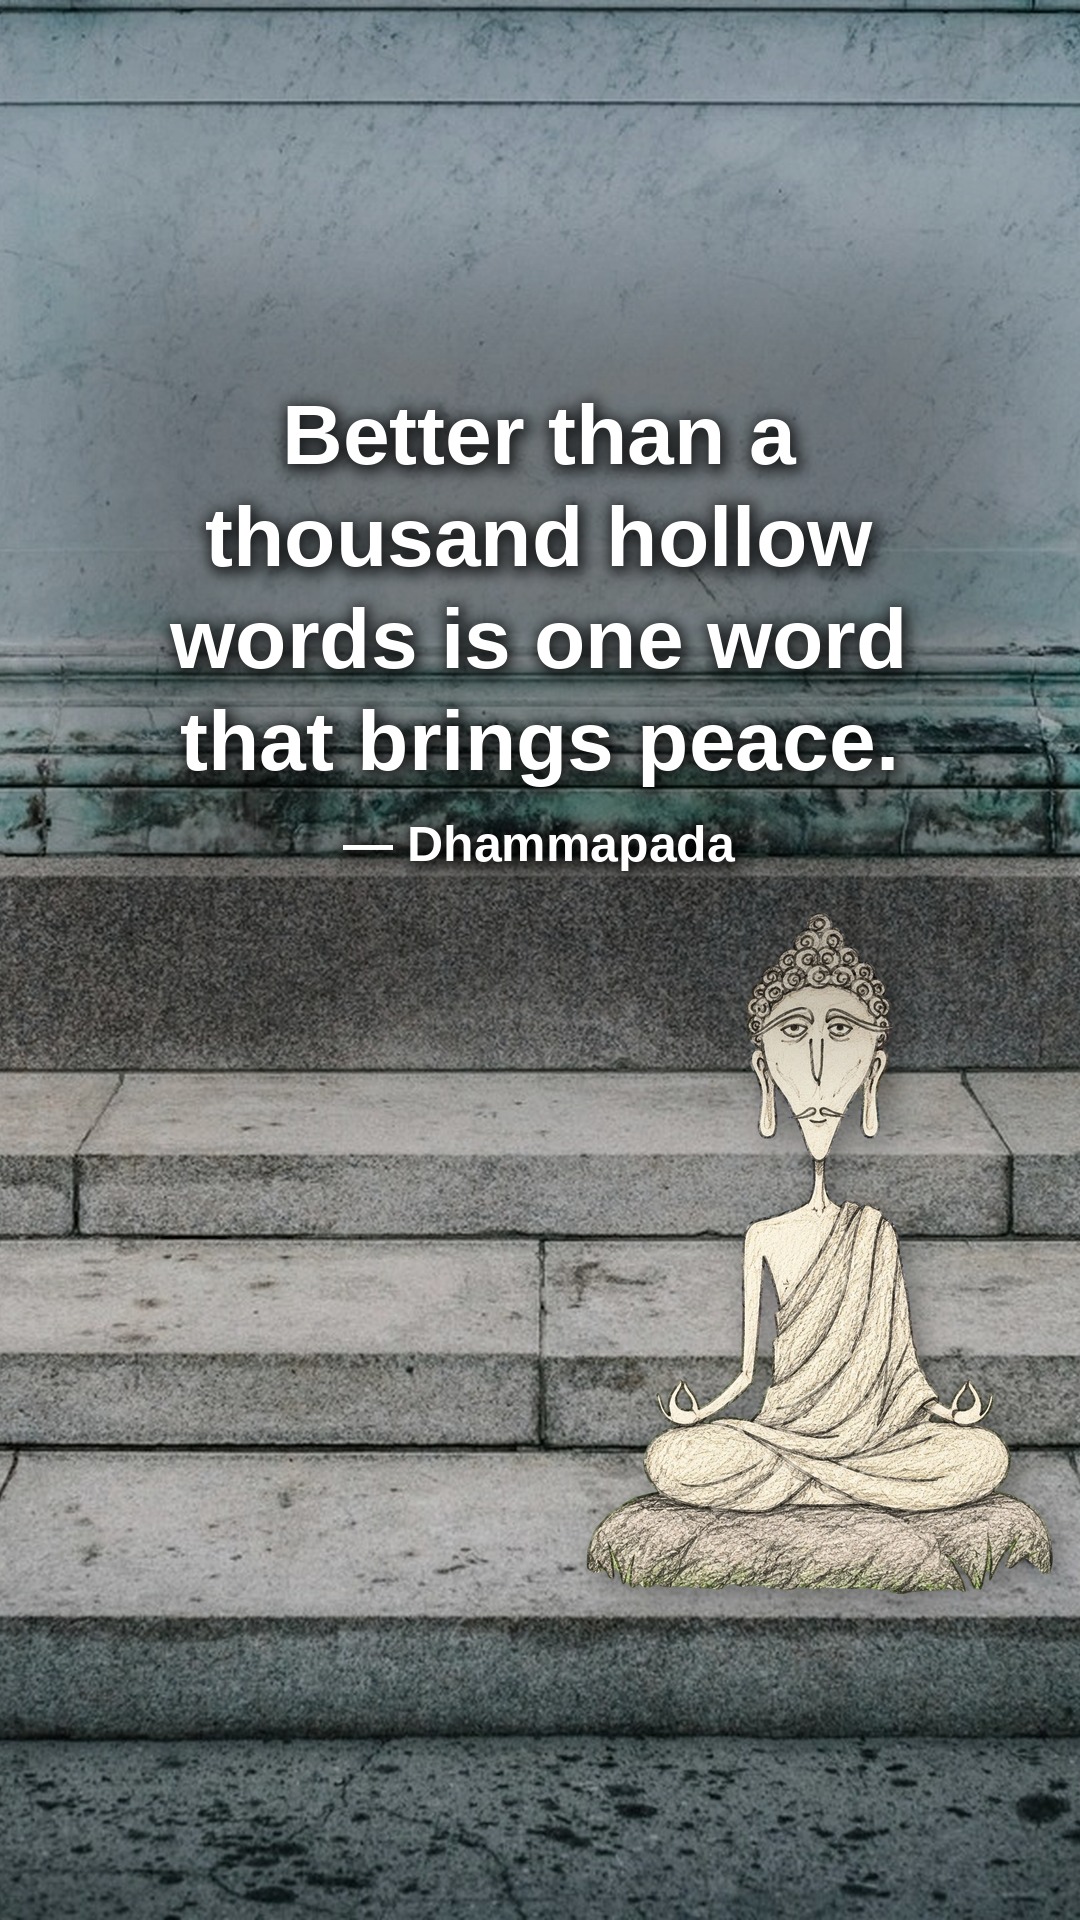 Better than a
thousand hollow
words is one word
that brings peace.
— Dhammapada